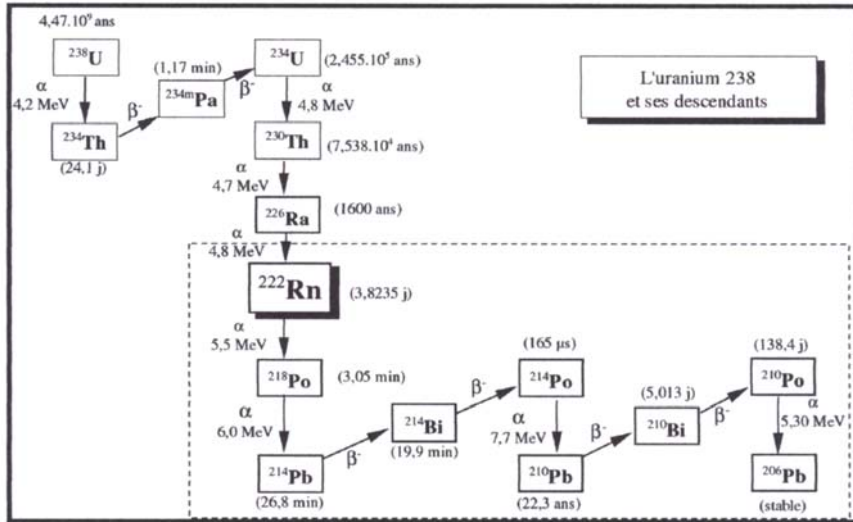 4,47.10⁹ ans
²³⁸U
α
4,2 MeV
²³⁴Th
(24,1 j)
β⁻
(1,17 min)
²³⁴ᵐPa
β⁻
²³⁴U
(2,455.10⁵ ans)
α
4,8 MeV
L'uranium 238
et ses descendants
²³⁰Th
(7,538.10⁴ ans)
α
4,7 MeV
²²⁶Ra
(1600 ans)
α
4,8 MeV
²²²Rn
(3,8235 j)
α
5,5 MeV
²¹⁸Po
(3,05 min)
α
6,0 MeV
²¹⁴Pb
(26,8 min)
β⁻
²¹⁴Bi
(19,9 min)
β⁻
(165 µs)
²¹⁴Po
α
7,7 MeV
²¹⁰Pb
(22,3 ans)
β⁻
(5,013 j)
²¹⁰Bi
β⁻
(138,4 j)
²¹⁰Po
α
5,30 MeV
²⁰⁶Pb
(stable)